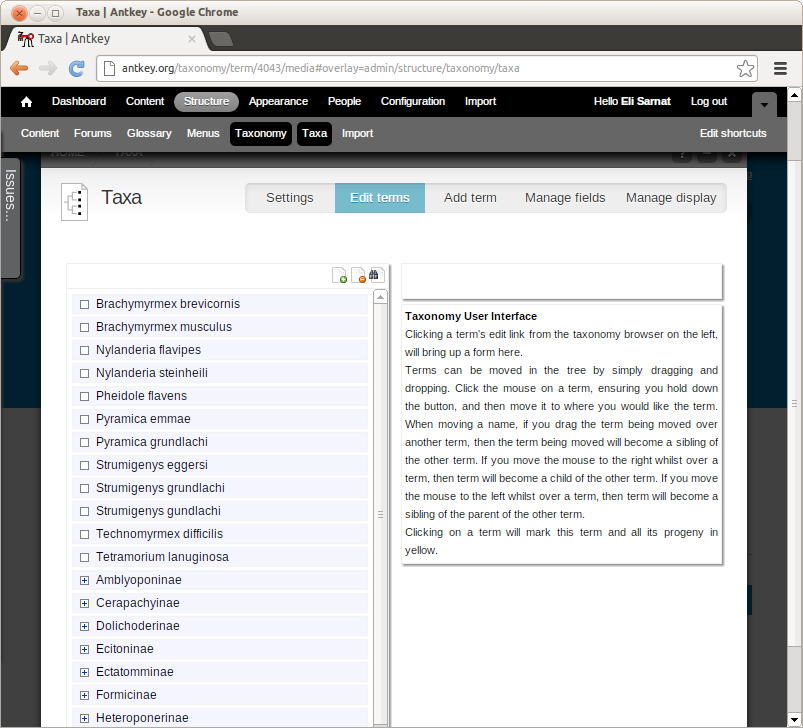 Taxa | Antkey - Google Chrome
Taxa | Antkey
antkey.org/taxonomy/term/4043/media#overlay=admin/structure/taxonomy/taxa
Dashboard Content Structure Appearance People Configuration Import Hello Eli Sarnat Log out
Content Forums Glossary Menus Taxonomy Taxa Import Edit shortcuts
HOME TAXA
Issues...
Taxa
Settings Edit terms Add term Manage fields Manage display
Brachymyrmex brevicornis
Brachymyrmex musculus
Nylanderia flavipes
Nylanderia steinheili
Pheidole flavens
Pyramica emmae
Pyramica grundlachi
Strumigenys eggersi
Strumigenys grundlachi
Strumigenys gundlachi
Technomyrmex difficilis
Tetramorium lanuginosa
Amblyoponinae
Cerapachyinae
Dolichoderinae
Ecitoninae
Ectatomminae
Formicinae
Heteroponerinae
Taxonomy User Interface
Clicking a term's edit link from the taxonomy browser on the left,
will bring up a form here.
Terms can be moved in the tree by simply dragging and
dropping. Click the mouse on a term, ensuring you hold down
the button, and then move it to where you would like the term.
When moving a name, if you drag the term being moved over
another term, then the term being moved will become a sibling of
the other term. If you move the mouse to the right whilst over a
term, then term will become a child of the other term. If you move
the mouse to the left whilst over a term, then term will become a
sibling of the parent of the other term.
Clicking on a term will mark this term and all its progeny in
yellow.